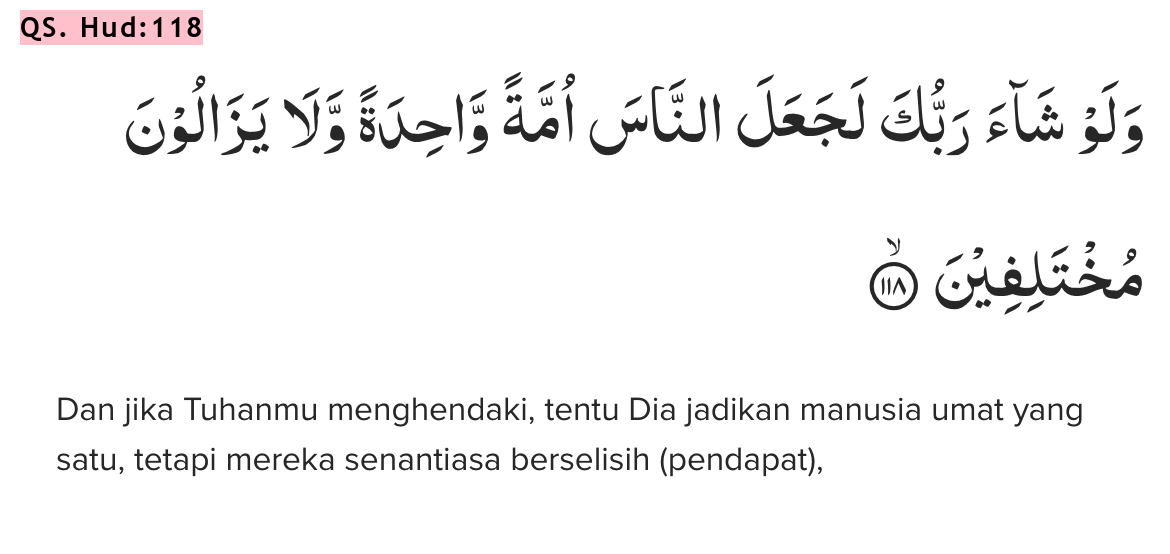 QS. Hud:118
وَلَوْ شَاۤءَ رَبُّكَ لَجَعَلَ النَّاسَ اُمَّةً وَّاحِدَةً وَّلَا يَزَالُوْنَ
مُخْتَلِفِيْنَ ۙ ١١٨
Dan jika Tuhanmu menghendaki, tentu Dia jadikan manusia umat yang
satu, tetapi mereka senantiasa berselisih (pendapat),